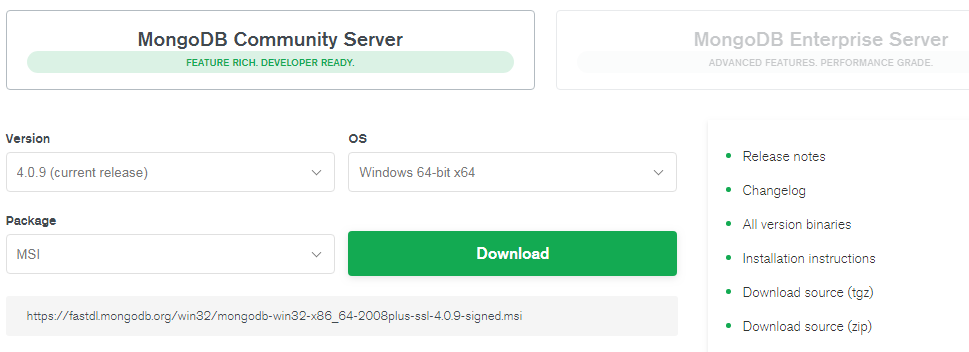 MongoDB Community Server
FEATURE RICH. DEVELOPER READY.
MongoDB Enterprise Server
ADVANCED FEATURES. PERFORMANCE GRADE.
Version
4.0.9 (current release)
OS
Windows 64-bit x64
Package
MSI
Download
https://fastdl.mongodb.org/win32/mongodb-win32-x86_64-2008plus-ssl-4.0.9-signed.msi
Release notes
Changelog
All version binaries
Installation instructions
Download source (tgz)
Download source (zip)